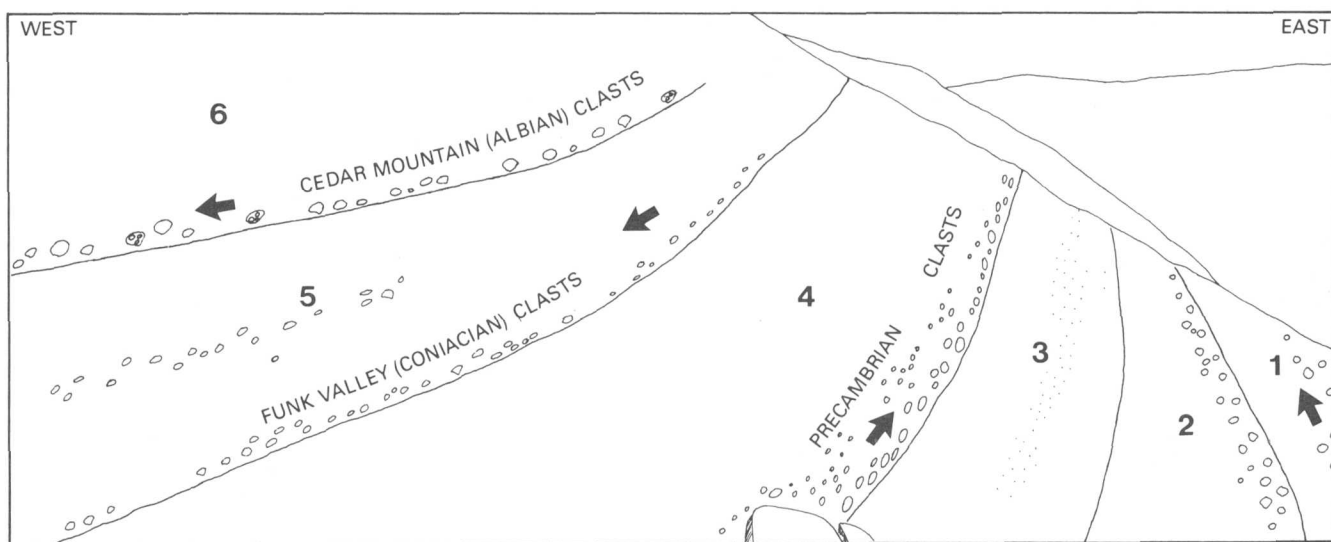 WEST
EAST
6
CEDAR MOUNTAIN (ALBIAN) CLASTS
5
FUNK VALLEY (CONIACIAN) CLASTS
4
PRECAMBRIAN CLASTS
3
2
1